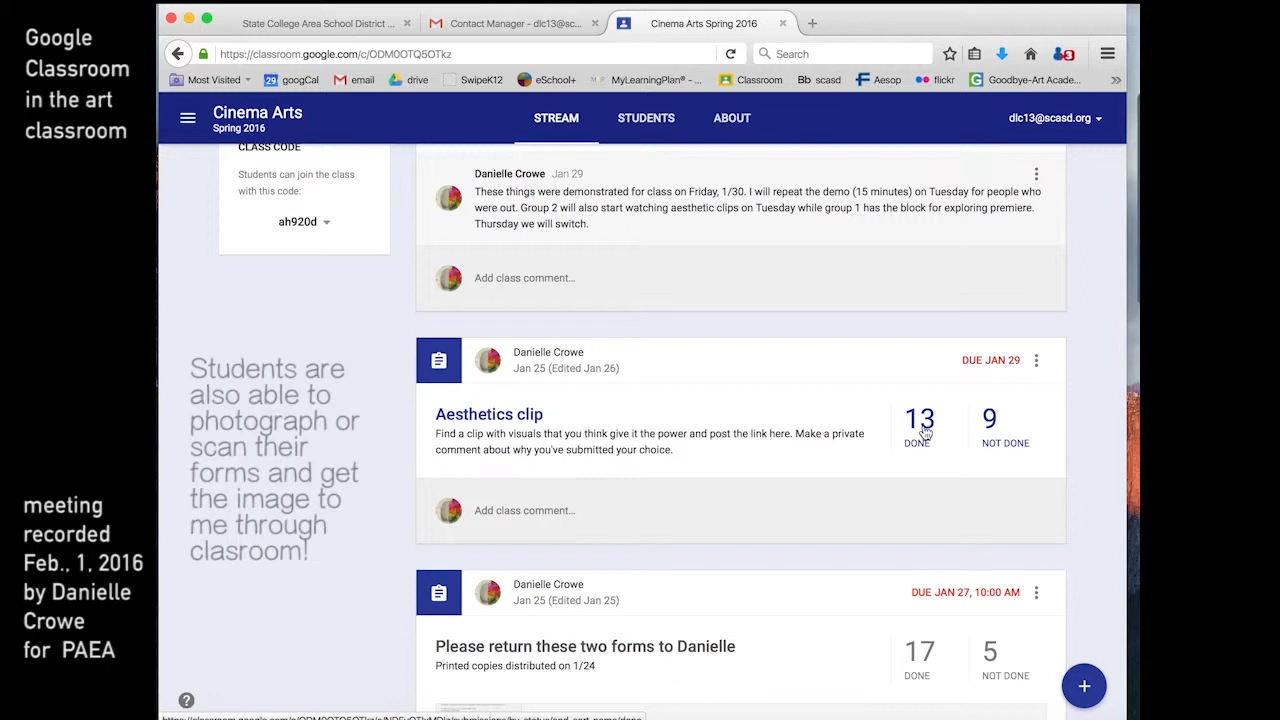 Google
Classroom
in the art
classroom
State College Area School District ...
Contact Manager - dlc13@sc...
Cinema Arts Spring 2016
https://classroom.google.com/c/ODM0OTQ5OTkz
Search
3
Most Visited
googCal
email
drive
SwipeK12
eSchool+
MyLearningPlan® - ...
Classroom
Bb scasd
Aesop
flickr
Goodbye-Art Acade...
Cinema Arts
Spring 2016
STREAM
STUDENTS
ABOUT
dlc13@scasd.org
CLASS CODE
Students can join the class
with this code:
ah920d
Danielle Crowe Jan 29
These things were demonstrated for class on Friday, 1/30. I will repeat the demo (15 minutes) on Tuesday for people who
were out. Group 2 will also start watching aesthetic clips on Tuesday while group 1 has the block for exploring premiere.
Thursday we will switch.
Add class comment...
Danielle Crowe
Jan 25 (Edited Jan 26)
DUE JAN 29
Aesthetics clip
Find a clip with visuals that you think give it the power and post the link here. Make a private
comment about why you've submitted your choice.
13
DONE
9
NOT DONE
Add class comment...
Danielle Crowe
Jan 25 (Edited Jan 25)
DUE JAN 27, 10:00 AM
Please return these two forms to Danielle
Printed copies distributed on 1/24
17
DONE
5
NOT DONE
Students are
also able to
photograph or
scan their
forms and get
the image to
me through
clasroom!
meeting
recorded
Feb., 1, 2016
by Danielle
Crowe
for PAEA